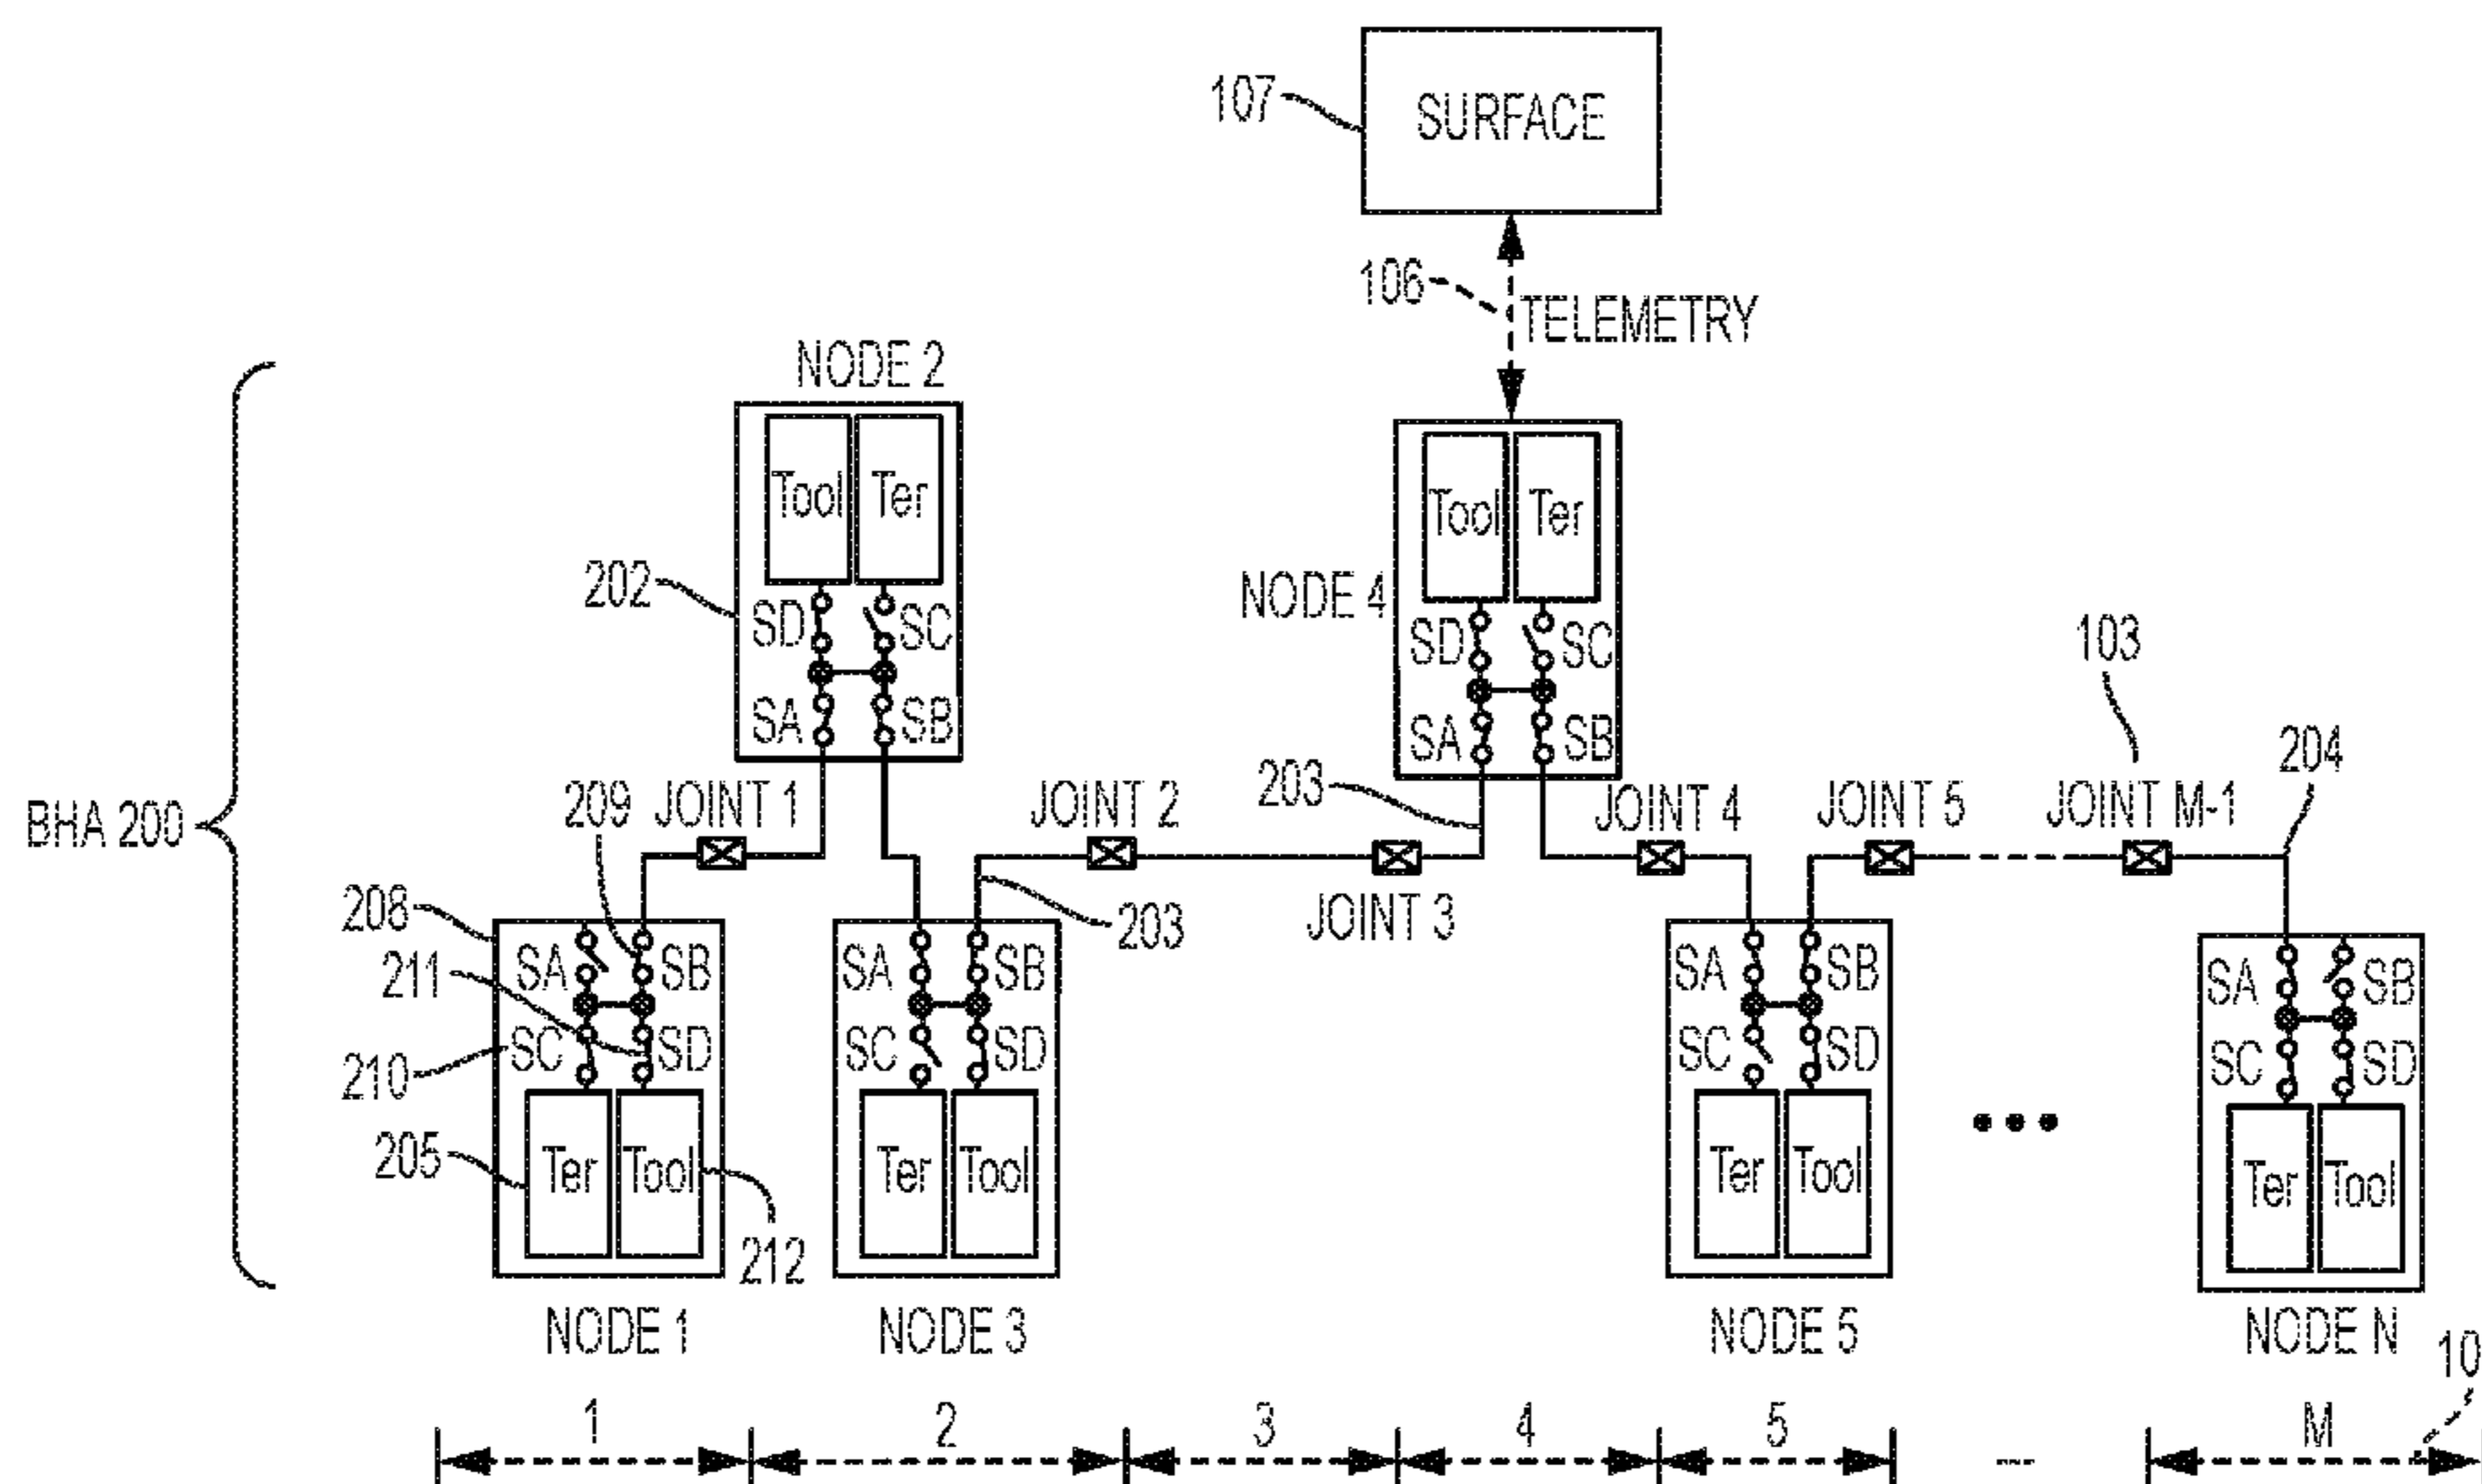 SURFACE
107
106
TELEMETRY
NODE 2
Tool Ter
Tool Ter
202
NODE 4
SD SC
SD SC
103
SA SB
SA SB
204
BHA 200
209
JOINT 1
JOINT 2
203
JOINT 4
JOINT 5
JOINT M-1
208
203
JOINT 3
211
SA SB
SA SB
SA SB
SA SB
210
SC SD
SC SD
SC SD
SC SD
205
Ter Tool
Ter Tool
Ter Tool
Ter Tool
212
•••
NODE 1
NODE 3
NODE 5
NODE N
10
1
2
3
4
5
---
M